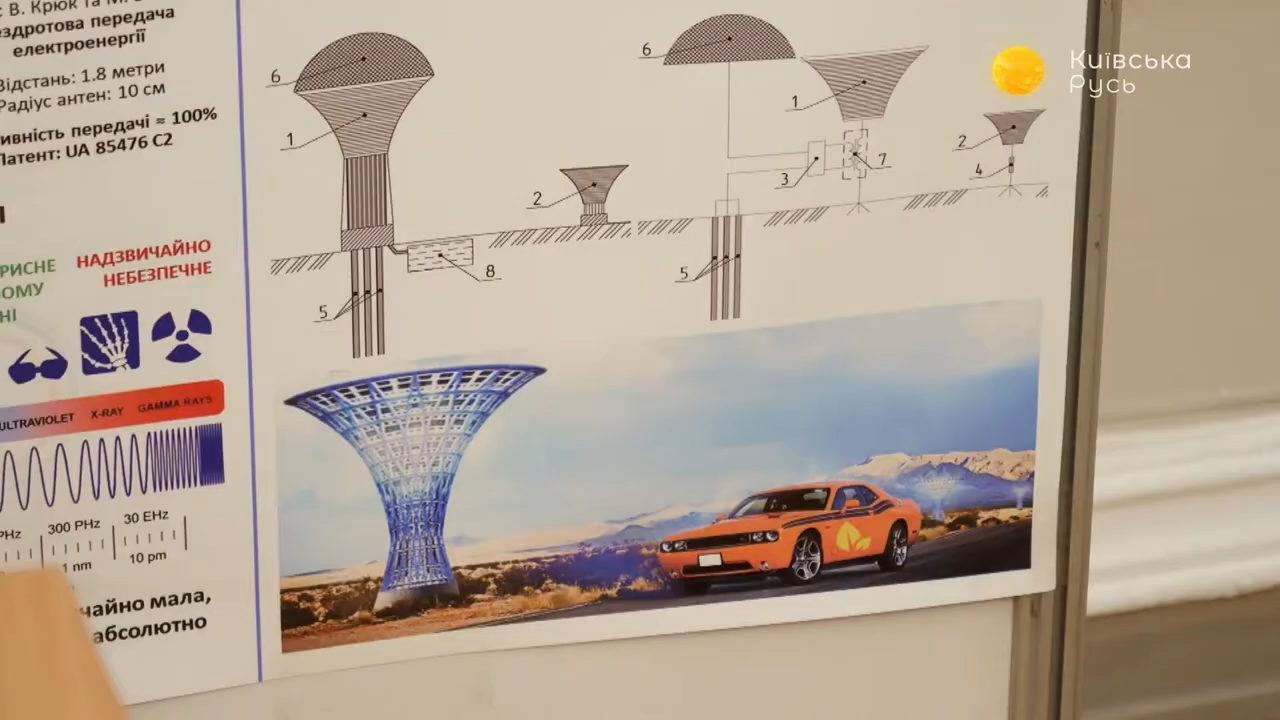 : В. Крюк та М.
ездротова передача
електроенергії
Відстань: 1.8 метри
Радіус антен: 10 см
ивність передачі ≈ 100%
Патент: UA 85476 C2
НАДЗВИЧАЙНО
НЕБЕЗПЕЧНЕ
РИСНЕ
ОМУ
НІ
ULTRAVIOLET X-RAY GAMMA RAYS
PHz 300 PHz 30 EHz
1 nm 10 pm
чайно мала,
абсолютно
6
1
2
5
8
6
1
3
7
2
4
5
Київська
Русь